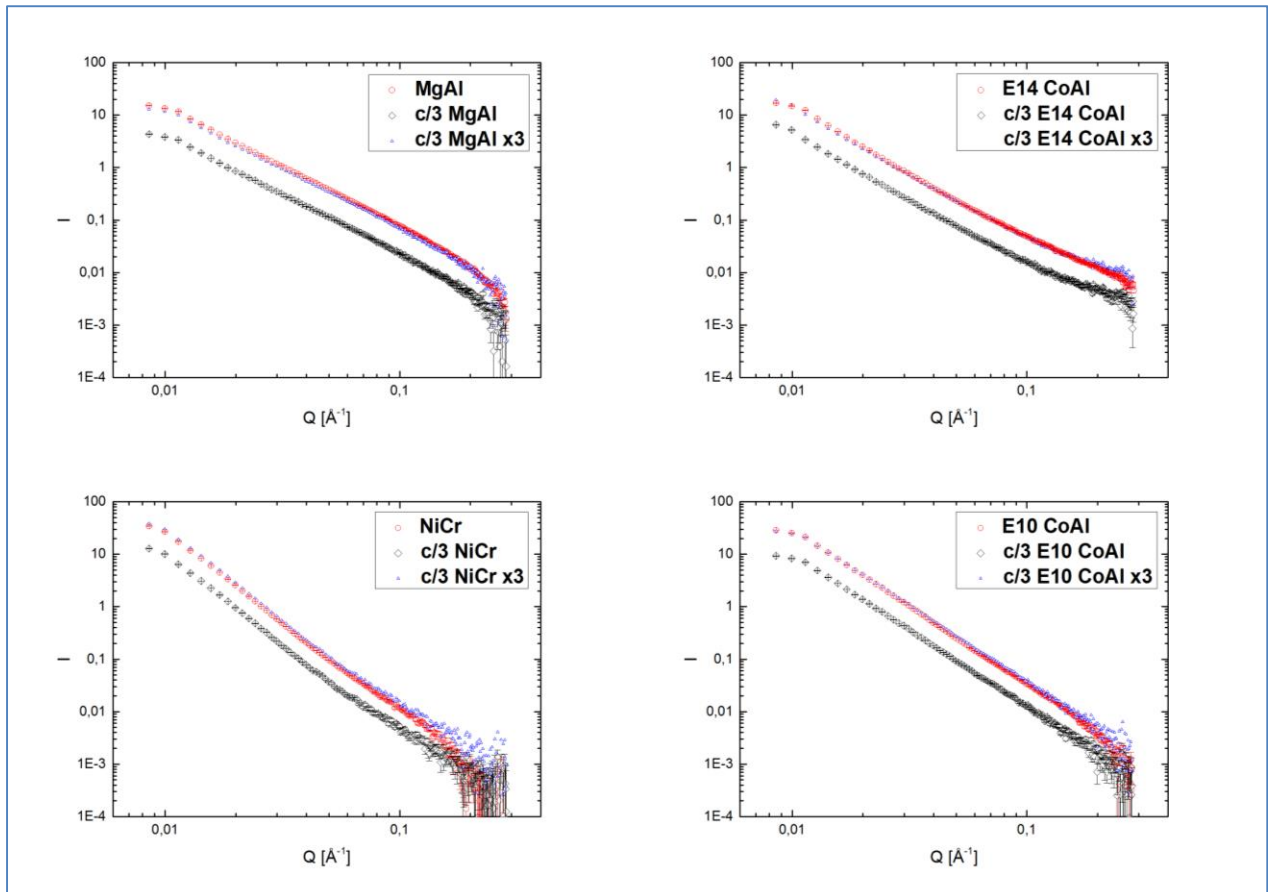 100
10
1
0,1
0,01
1E-3
1E-4
I
0,01
0,1
Q [Å⁻¹]
MgAl
c/3 MgAl
c/3 MgAl x3
100
10
1
0,1
0,01
1E-3
1E-4
I
0,01
0,1
Q [Å⁻¹]
E14 CoAl
c/3 E14 CoAl
c/3 E14 CoAl x3
100
10
1
0,1
0,01
1E-3
1E-4
I
0,01
0,1
Q [Å⁻¹]
NiCr
c/3 NiCr
c/3 NiCr x3
100
10
1
0,1
0,01
1E-3
1E-4
I
0,01
0,1
Q [Å⁻¹]
E10 CoAl
c/3 E10 CoAl
c/3 E10 CoAl x3